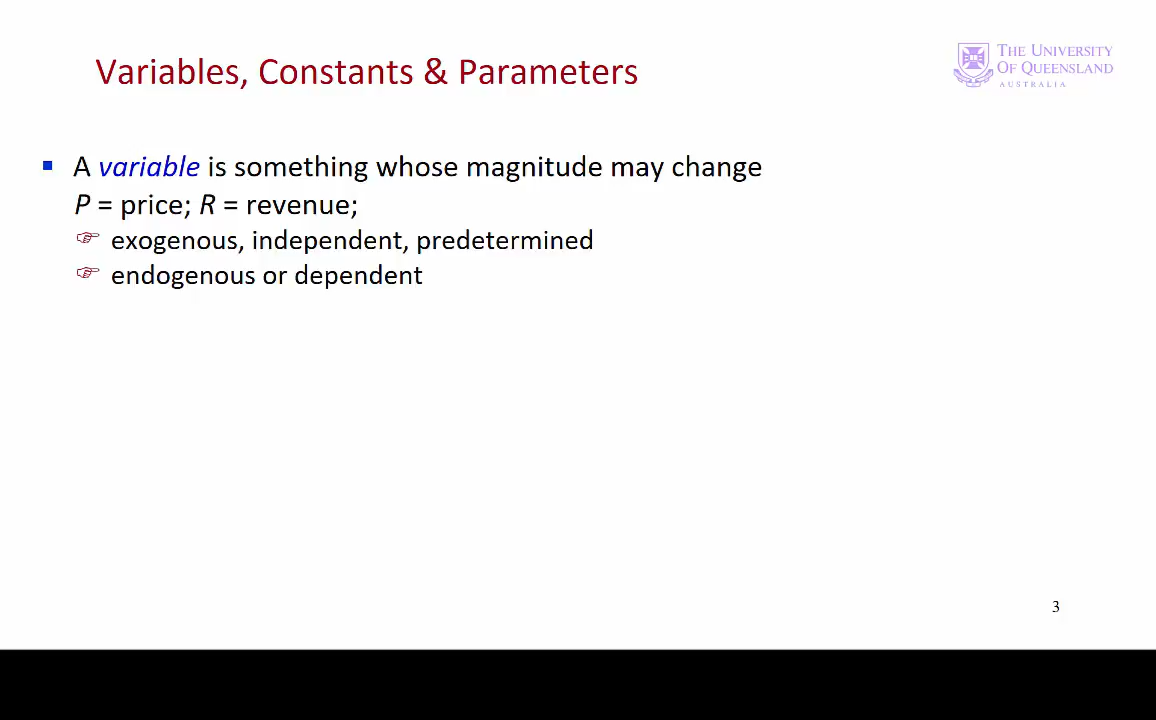 Variables, Constants & Parameters
THE UNIVERSITY
OF QUEENSLAND
AUSTRALIA
A variable is something whose magnitude may change
P = price; R = revenue;
exogenous, independent, predetermined
endogenous or dependent
3